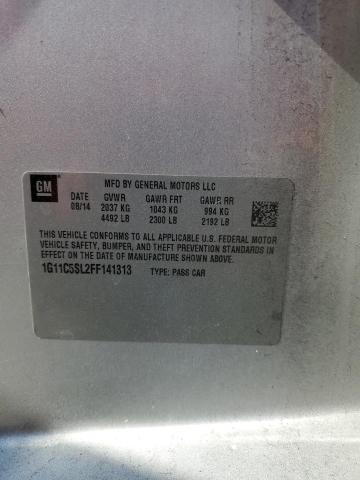 GM
MFD BY GENERAL MOTORS LLC
DATE GVWR GAWR FRT GAWR RR
08/14 2037 KG 1043 KG 994 KG
4492 LB 2300 LB 2192 LB
THIS VEHICLE CONFORMS TO ALL APPLICABLE U.S. FEDERAL MOTOR
VEHICLE SAFETY, BUMPER, AND THEFT PREVENTION STANDARDS IN
EFFECT ON THE DATE OF MANUFACTURE SHOWN ABOVE.
1G11C5SL2FF141313 TYPE: PASS CAR